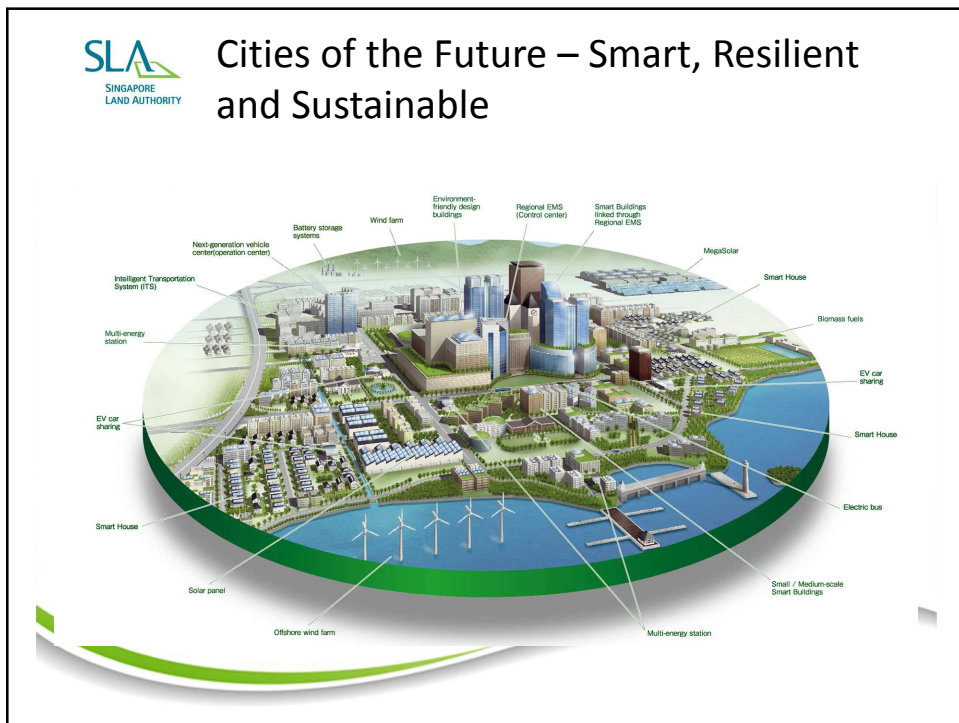 SLA
SINGAPORE
LAND AUTHORITY
Cities of the Future – Smart, Resilient
and Sustainable
Environment-
friendly design
buildings
Regional EMS
(Control center)
Smart Buildings
linked through
Regional EMS
Wind farm
Battery storage
systems
Next-generation vehicle
center(operation center)
MegaSolar
Intelligent Transportation
System (ITS)
Smart House
Multi-energy
station
Biomass fuels
EV car
sharing
EV car
sharing
Smart House
Smart House
Electric bus
Solar panel
Small / Medium-scale
Smart Buildings
Offshore wind farm
Multi-energy station